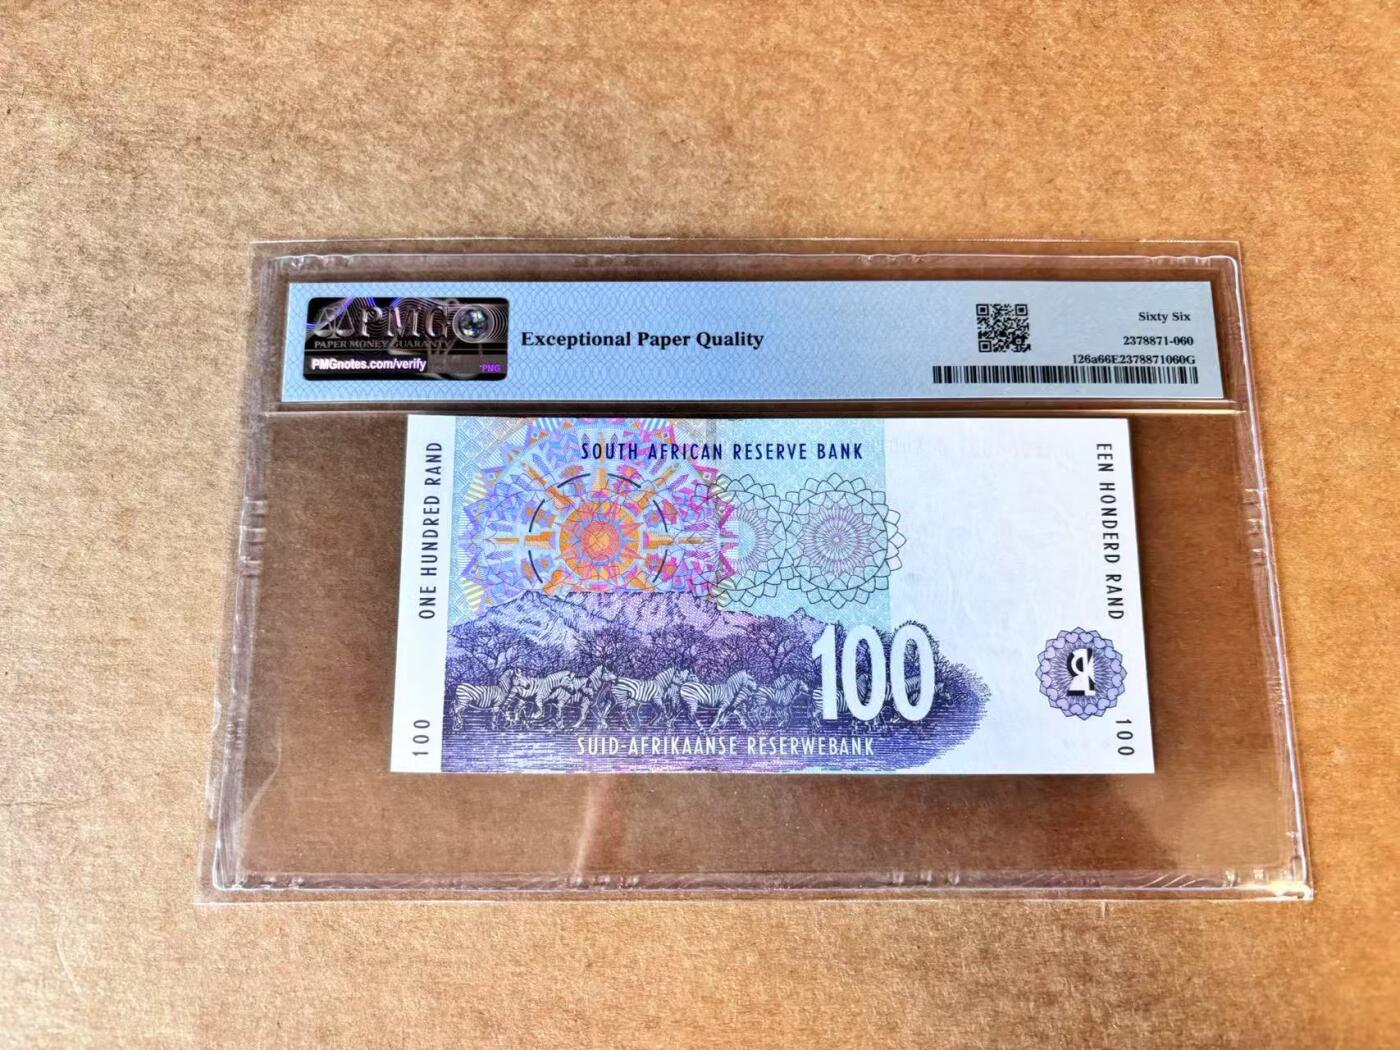 PMG
PAPER MONEY GUARANTY
PMGnotes.com/verify
PNG
Exceptional Paper Quality
Sixty Six
2378871-060
126a66E2378871060G
SOUTH AFRICAN RESERVE BANK
ONE HUNDRED RAND
EEN HONDERD RAND
100
100
SUID-AFRIKAANSE RESERWEBANK
100